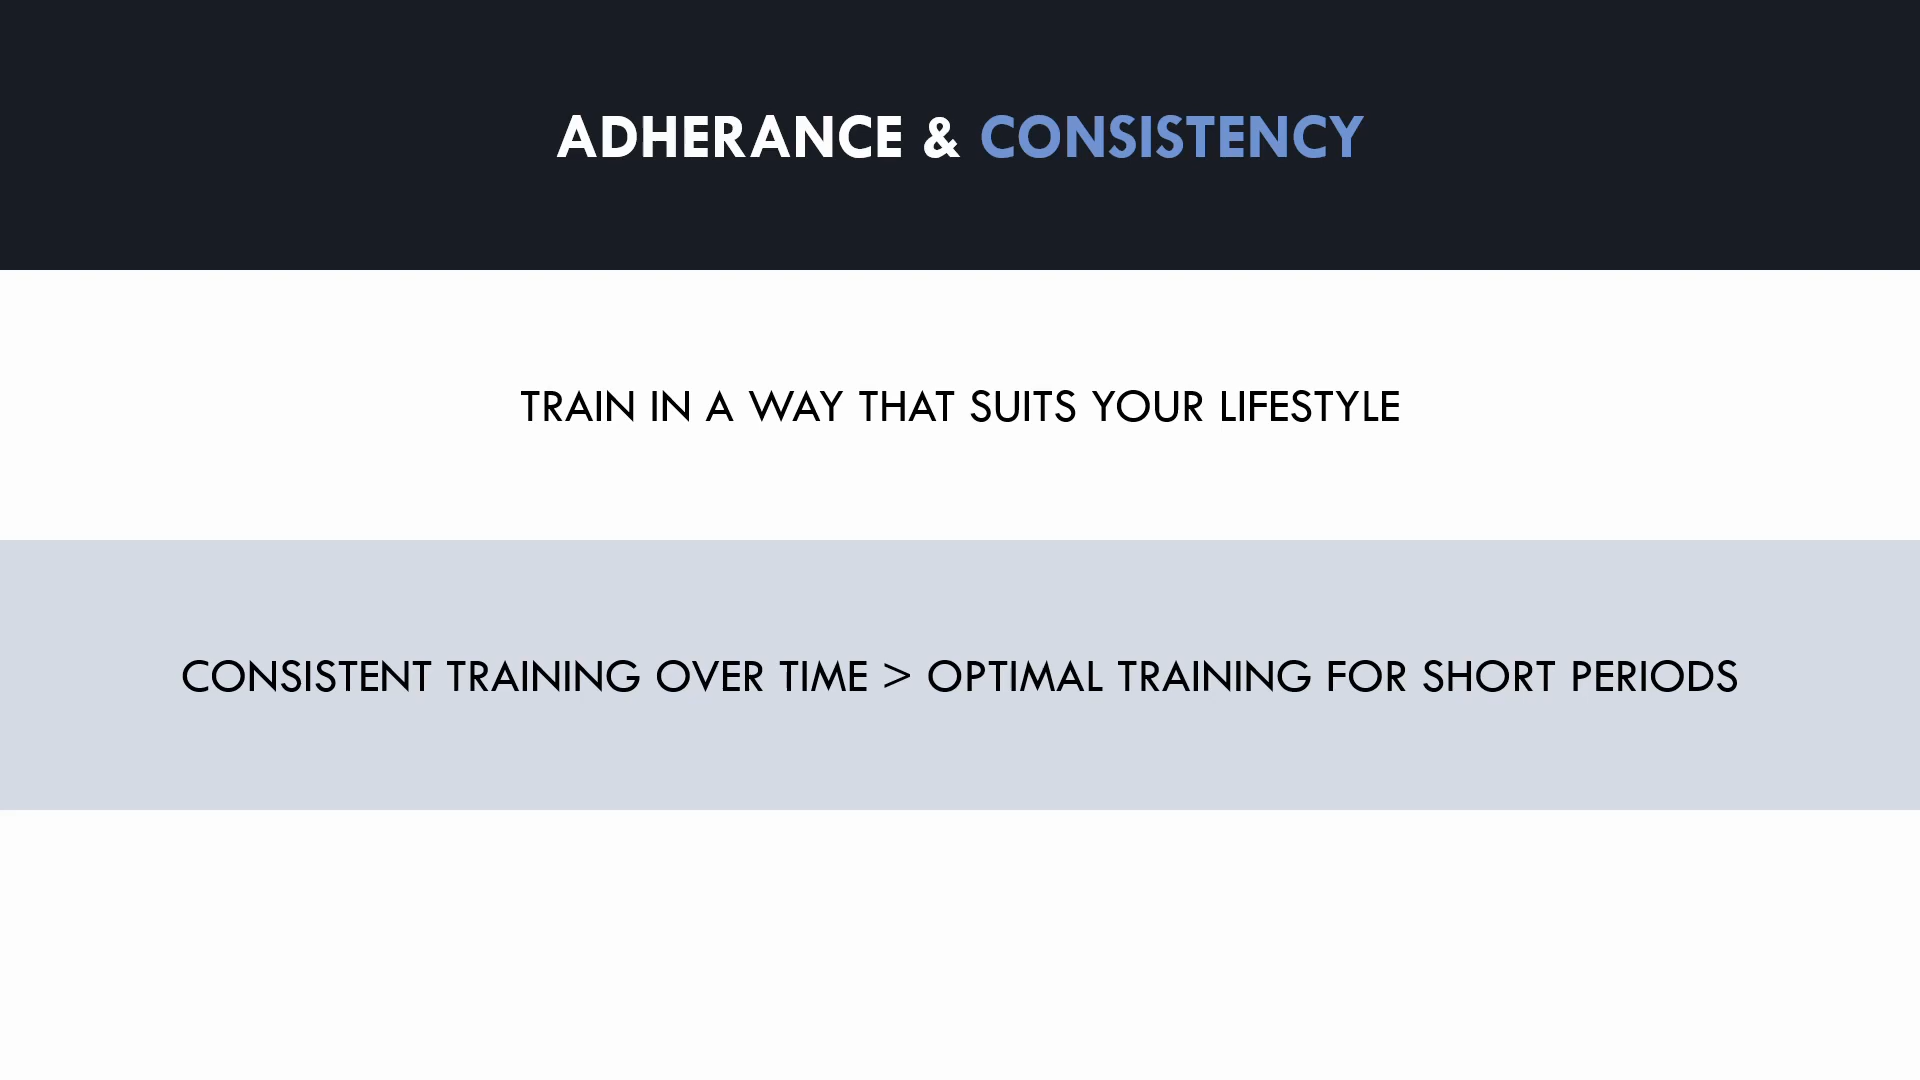 ADHERANCE & CONSISTENCY
TRAIN IN A WAY THAT SUITS YOUR LIFESTYLE
CONSISTENT TRAINING OVER TIME > OPTIMAL TRAINING FOR SHORT PERIODS